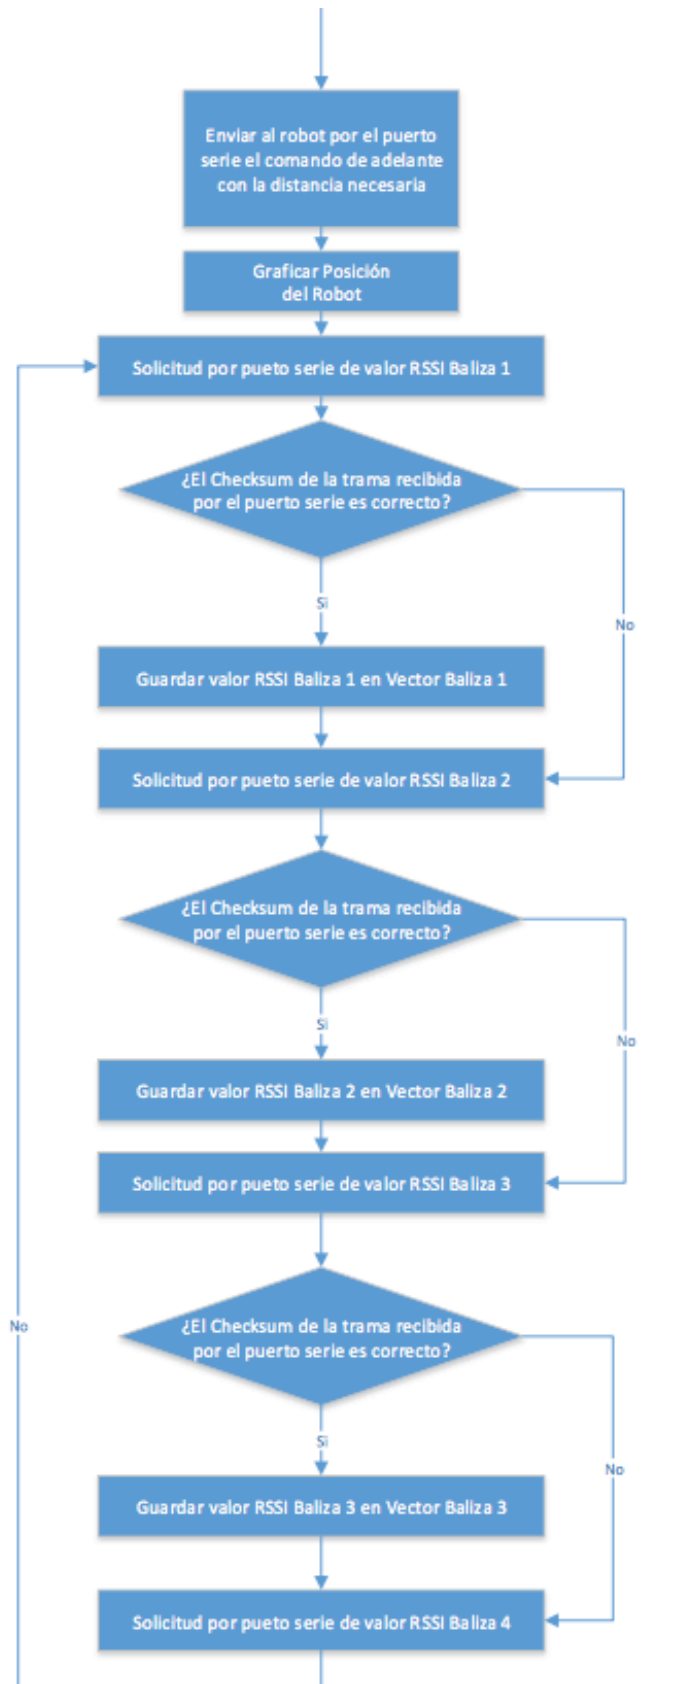 Enviar al robot por el puerto
serie el comando de adelante
con la distancia necesaria
Graficar Posición
del Robot
Solicitud por pueto serie de valor RSSI Baliza 1
¿El Checksum de la trama recibida
por el puerto serie es correcto?
Si
No
Guardar valor RSSI Baliza 1 en Vector Baliza 1
Solicitud por pueto serie de valor RSSI Baliza 2
¿El Checksum de la trama recibida
por el puerto serie es correcto?
Si
No
Guardar valor RSSI Baliza 2 en Vector Baliza 2
Solicitud por pueto serie de valor RSSI Baliza 3
No
¿El Checksum de la trama recibida
por el puerto serie es correcto?
Si
No
Guardar valor RSSI Baliza 3 en Vector Baliza 3
Solicitud por pueto serie de valor RSSI Baliza 4